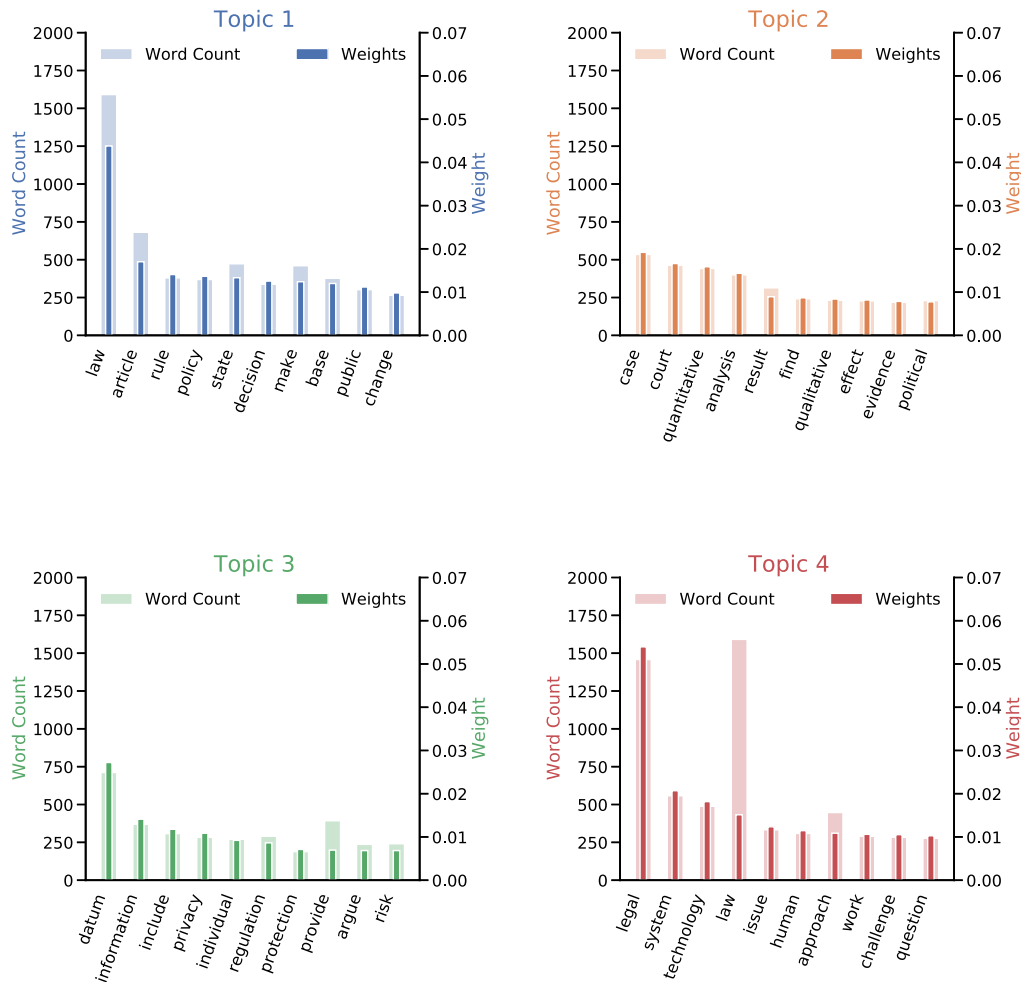 Topic 1
Word Count
Weights
2000
1750
1500
1250
1000
750
500
250
0
Word Count
0.07
0.06
0.05
0.04
0.03
0.02
0.01
0.00
Weight
law
article
rule
policy
state
decision
make
base
public
change
Topic 2
Word Count
Weights
2000
1750
1500
1250
1000
750
500
250
0
Word Count
0.07
0.06
0.05
0.04
0.03
0.02
0.01
0.00
Weight
case
court
quantitative
analysis
result
find
qualitative
effect
evidence
political
Topic 3
Word Count
Weights
2000
1750
1500
1250
1000
750
500
250
0
Word Count
0.07
0.06
0.05
0.04
0.03
0.02
0.01
0.00
Weight
datum
information
include
privacy
individual
regulation
protection
provide
argue
risk
Topic 4
Word Count
Weights
2000
1750
1500
1250
1000
750
500
250
0
Word Count
0.07
0.06
0.05
0.04
0.03
0.02
0.01
0.00
Weight
legal
system
technology
law
issue
human
approach
work
challenge
question